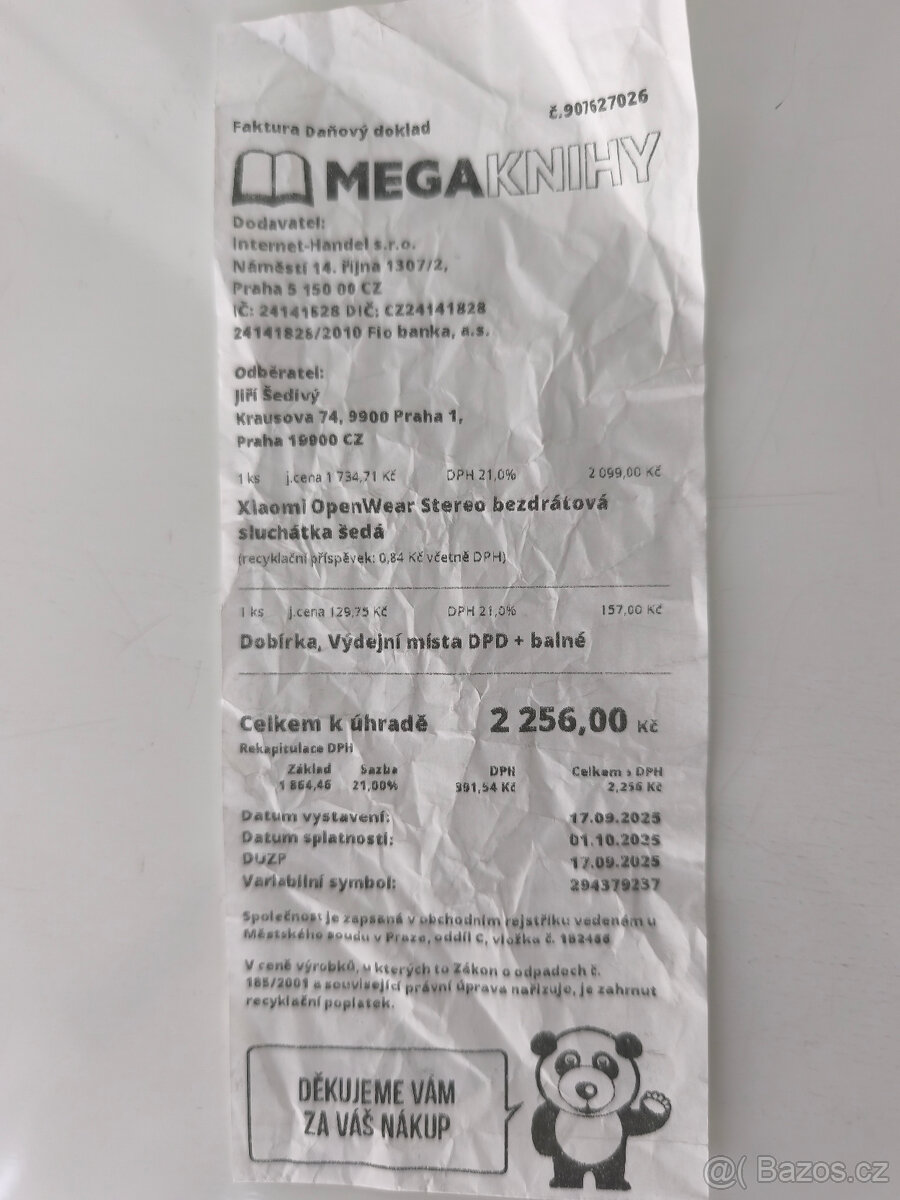 č.907627026
Faktura Daňový doklad
MEGAKNIHY
Dodavatel:
Internet-Handel s.r.o.
Náměstí 14. října 1307/2,
Praha 5 150 00 CZ
IČ: 24141828 DIČ: CZ24141828
24141828/2010 Fio banka, a.s.
Odběratel:
Jiří Šedivý
Krausova 74, 9900 Praha 1,
Praha 19900 CZ
1 ks j.cena 1 734,71 Kč DPH 21,0% 2 099,00 Kč
Xiaomi OpenWear Stereo bezdrátová
sluchátka šedá
(recyklační příspěvek: 0,84 Kč včetně DPH)
1 ks j.cena 129,75 Kč DPH 21,0% 157,00 Kč
Dobírka, Výdejní místa DPD + balné
Celkem k úhradě 2 256,00 Kč
Rekapitulace DPH
Základ Sazba DPH Celkem s DPH
1 864,46 21,00% 391,54 Kč 2,256 Kč
Datum vystavení: 17.09.2025
Datum splatnosti: 01.10.2025
DUZP 17.09.2025
Variabilní symbol: 294379237
Společnost je zapsaná v obchodním rejstříku vedeném u
Městského soudu v Praze, oddíl C, vložka č.
V ceně výrobků, u kterých to Zákon o odpadech č.
185/2001 a související právní úprava nařizuje, je zahrnut
recyklační poplatek.
DĚKUJEME VÁM
ZA VÁŠ NÁKUP
@( Bazos.cz